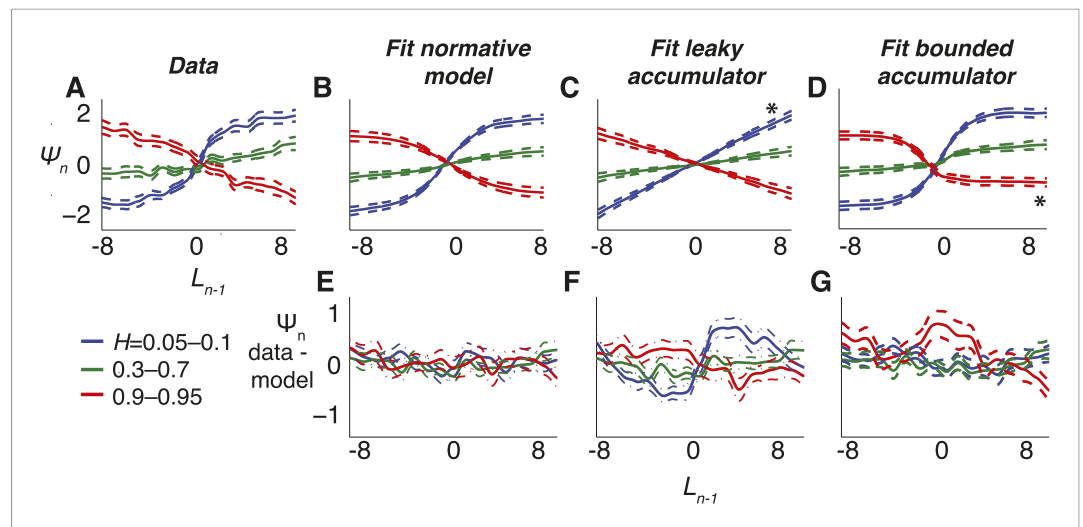 Data
Fit normative
model
Fit leaky
accumulator
Fit bounded
accumulator
A
B
C
D
*
*
2
0
−2
Ψn
-8 0 8
Ln-1
-8 0 8
-8 0 8
-8 0 8
E
F
G
H=0.05–0.1
0.3–0.7
0.9–0.95
Ψn
data -
model
1
0
−1
-8 0 8
-8 0 8
-8 0 8
Ln-1